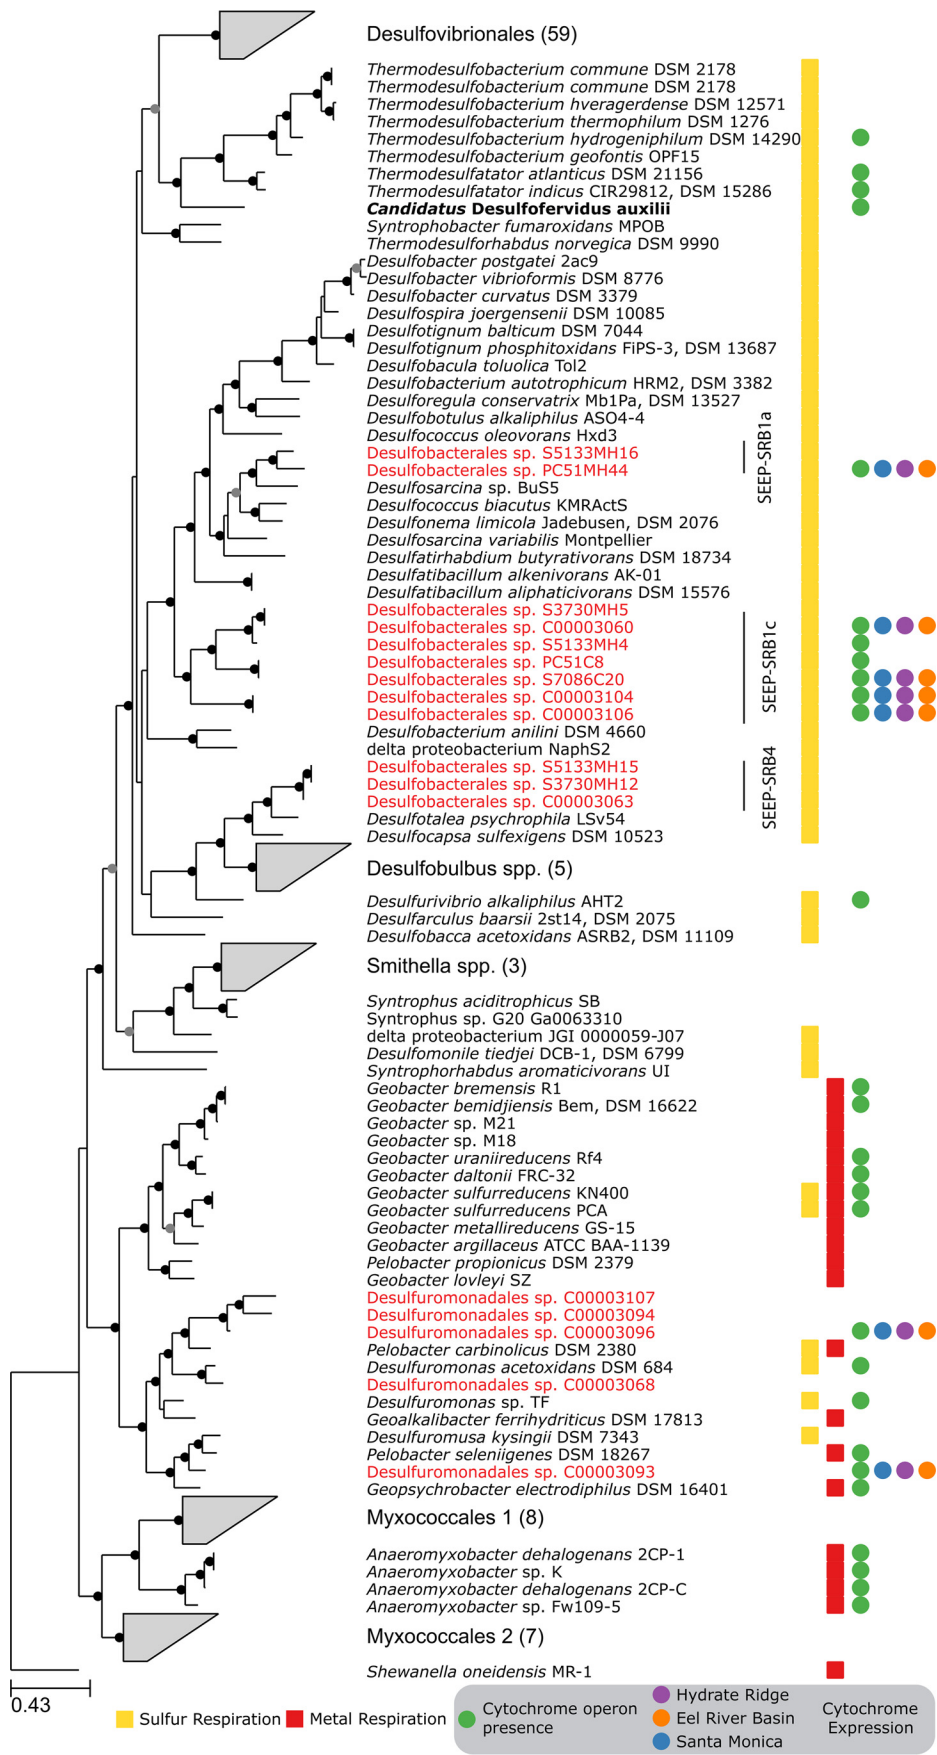 Desulfovibrionales (59)
Thermodesulfobacterium commune DSM 2178
Thermodesulfobacterium commune DSM 2178
Thermodesulfobacterium hveragerdense DSM 12571
Thermodesulfobacterium thermophilum DSM 1276
Thermodesulfobacterium hydrogeniphilum DSM 14290
Thermodesulfobacterium geofontis OPF15
Thermodesulfatator atlanticus DSM 21156
Thermodesulfatator indicus CIR29812, DSM 15286
Candidatus Desulfofervidus auxilii
Syntrophobacter fumaroxidans MPOB
Thermodesulforhabdus norvegica DSM 9990
Desulfobacter postgatei 2ac9
Desulfobacter vibrioformis DSM 8776
Desulfobacter curvatus DSM 3379
Desulfospira joergensenii DSM 10085
Desulfotignum balticum DSM 7044
Desulfotignum phosphitoxidans FiPS-3, DSM 13687
Desulfobacula toluolica Tol2
Desulfobacterium autotrophicum HRM2, DSM 3382
Desulforegula conservatrix Mb1Pa, DSM 13527
Desulfobotulus alkaliphilus ASO4-4
Desulfococcus oleovorans Hxd3
Desulfobacterales sp. S5133MH16
Desulfobacterales sp. PC51MH44
SEEP-SRB1a
Desulfosarcina sp. BuS5
Desulfococcus biacutus KMRActS
Desulfonema limicola Jadebusen, DSM 2076
Desulfosarcina variabilis Montpellier
Desulfatirhabdium butyrativorans DSM 18734
Desulfatibacillum alkenivorans AK-01
Desulfatibacillum aliphaticivorans DSM 15576
Desulfobacterales sp. S3730MH5
Desulfobacterales sp. C00003060
Desulfobacterales sp. S5133MH4
Desulfobacterales sp. PC51C8
Desulfobacterales sp. S7086C20
Desulfobacterales sp. C00003104
Desulfobacterales sp. C00003106
SEEP-SRB1c
Desulfobacterium anilini DSM 4660
delta proteobacterium NaphS2
Desulfobacterales sp. S5133MH15
Desulfobacterales sp. S3730MH12
Desulfobacterales sp. C00003063
SEEP-SRB4
Desulfotalea psychrophila LSv54
Desulfocapsa sulfexigens DSM 10523
Desulfobulbus spp. (5)
Desulfurivibrio alkaliphilus AHT2
Desulfarculus baarsii 2st14, DSM 2075
Desulfobacca acetoxidans ASRB2, DSM 11109
Smithella spp. (3)
Syntrophus aciditrophicus SB
Syntrophus sp. G20 Ga0063310
delta proteobacterium JGI 0000059-J07
Desulfomonile tiedjei DCB-1, DSM 6799
Syntrophorhabdus aromaticivorans UI
Geobacter bremensis R1
Geobacter bemidjiensis Bem, DSM 16622
Geobacter sp. M21
Geobacter sp. M18
Geobacter uraniireducens Rf4
Geobacter daltonii FRC-32
Geobacter sulfurreducens KN400
Geobacter sulfurreducens PCA
Geobacter metallireducens GS-15
Geobacter argillaceus ATCC BAA-1139
Pelobacter propionicus DSM 2379
Geobacter lovleyi SZ
Desulfuromonadales sp. C00003107
Desulfuromonadales sp. C00003094
Desulfuromonadales sp. C00003096
Pelobacter carbinolicus DSM 2380
Desulfuromonas acetoxidans DSM 684
Desulfuromonadales sp. C00003068
Desulfuromonas sp. TF
Geoalkalibacter ferrihydriticus DSM 17813
Desulfuromusa kysingii DSM 7343
Pelobacter seleniigenes DSM 18267
Desulfuromonadales sp. C00003093
Geopsychrobacter electrodiphilus DSM 16401
Myxococcales 1 (8)
Anaeromyxobacter dehalogenans 2CP-1
Anaeromyxobacter sp. K
Anaeromyxobacter dehalogenans 2CP-C
Anaeromyxobacter sp. Fw109-5
Myxococcales 2 (7)
Shewanella oneidensis MR-1
0.43
Sulfur Respiration
Metal Respiration
Cytochrome operon
presence
Hydrate Ridge
Eel River Basin
Santa Monica
Cytochrome
Expression